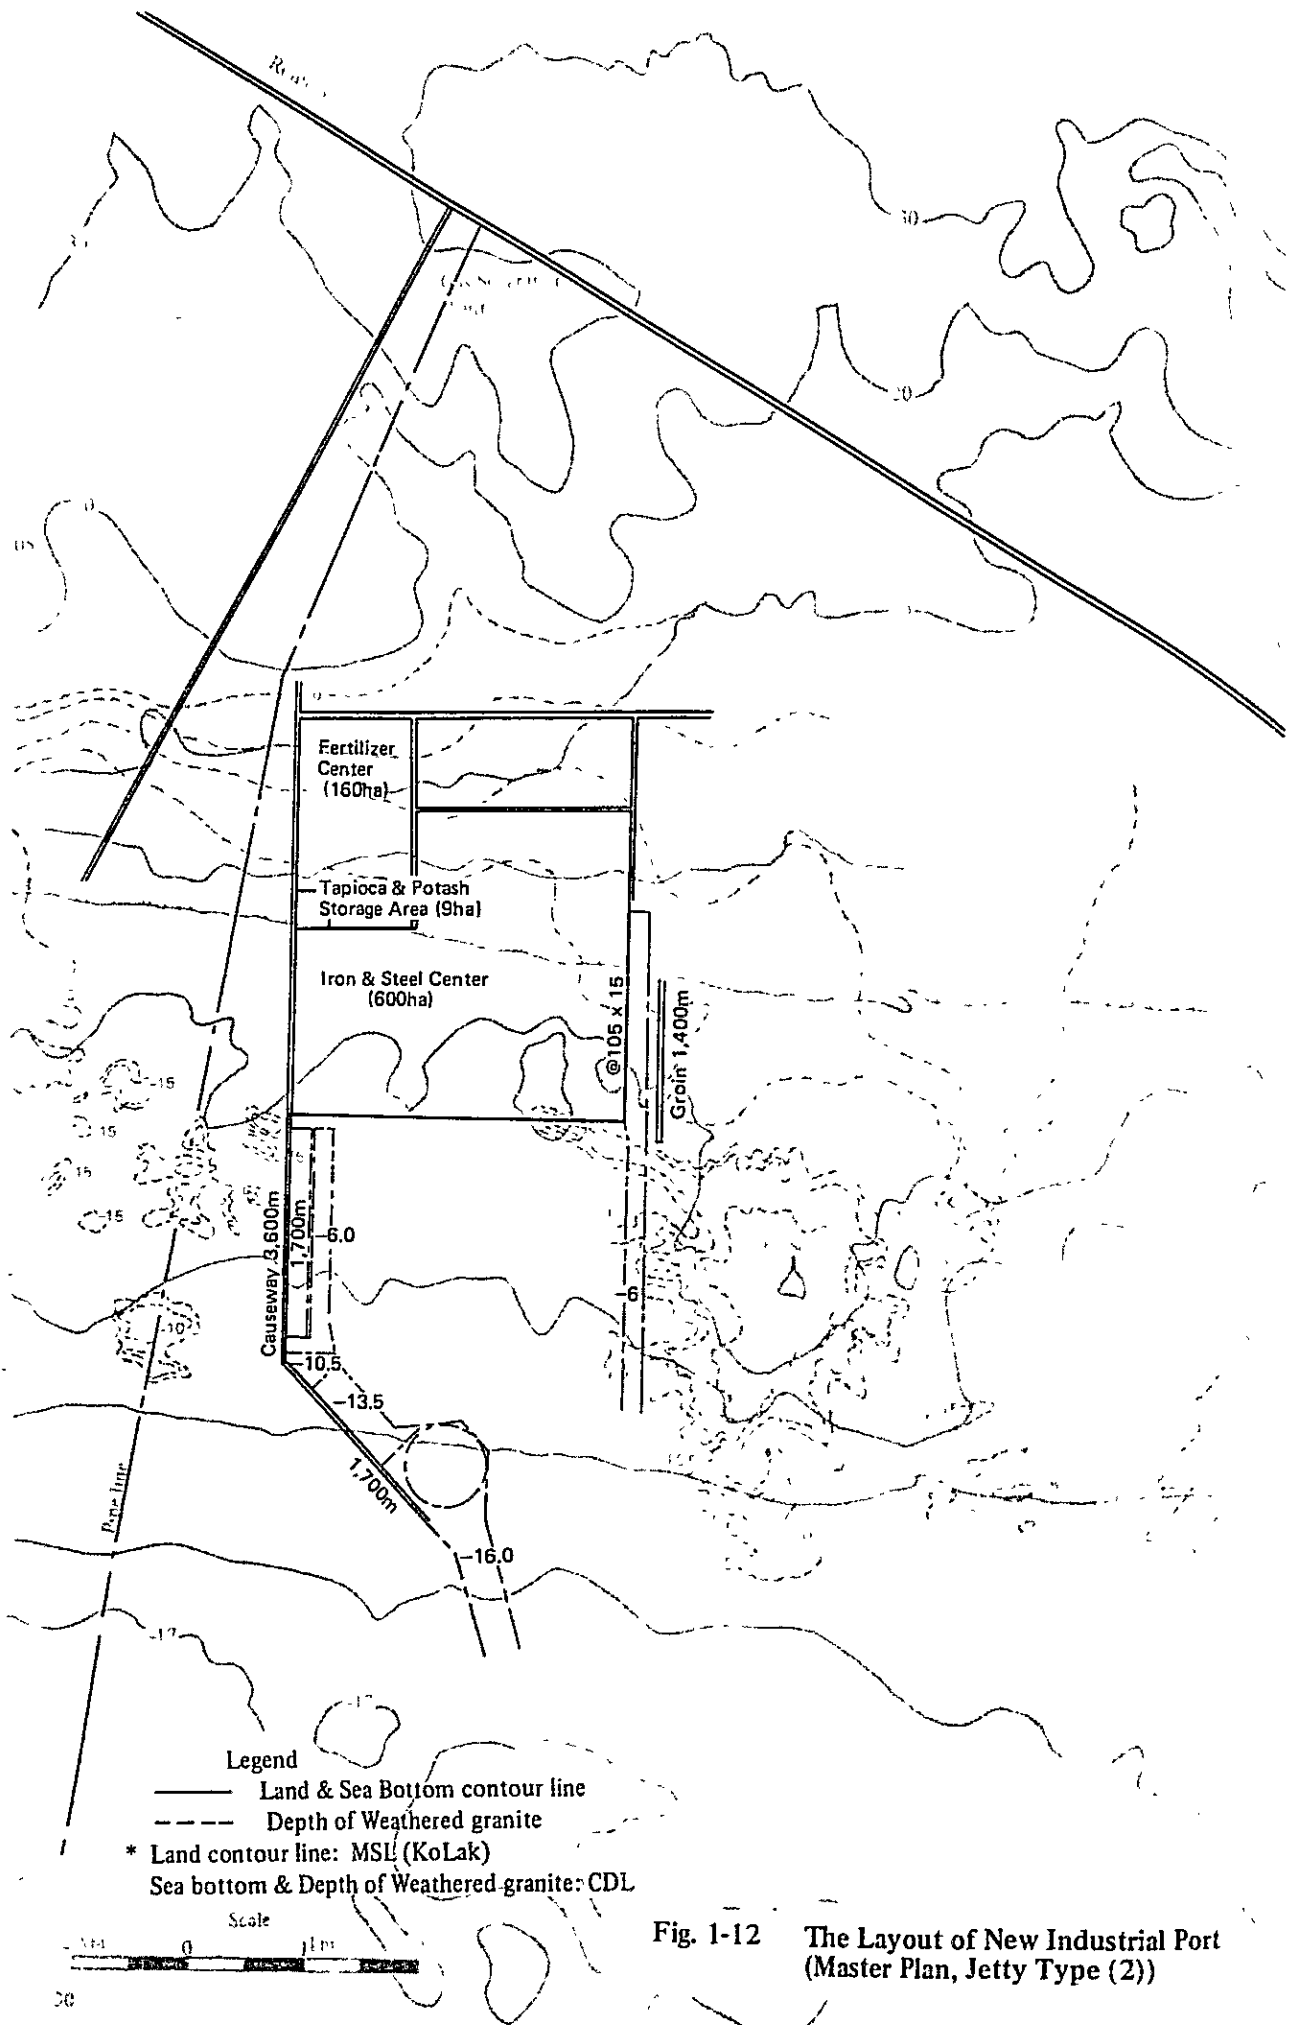 30
20
0
Fertilizer
Center
(160ha)
Tapioca & Potash
Storage Area (9ha)
Iron & Steel Center
(600ha)
@105 x 15
Groin 1,400m
-15
15
15
-15
Causeway 3,600m
1,700m
-6.0
-6
-10
-10.5
-13.5
1,700m
Pipe line
-16.0
-17
-17
Legend
Land & Sea Bottom contour line
Depth of Weathered granite
* Land contour line: MSL (KoLak)
Sea bottom & Depth of Weathered granite: CDL
Scale
0 1km
Fig. 1-12 The Layout of New Industrial Port
(Master Plan, Jetty Type (2))